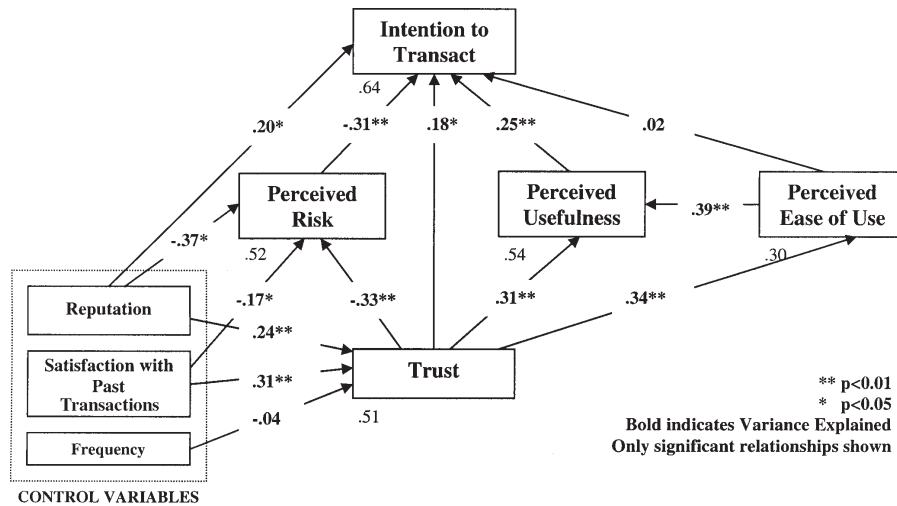 Intention to
Transact
.64
.20*
-.31**
.18*
.25**
.02
Perceived
Risk
Perceived
Usefulness
Perceived
Ease of Use
.39**
-.37*
.52
.54
.30
Reputation
-.17*
-.33**
.31**
.34**
.24**
Satisfaction with
Past
Transactions
.31**
Trust
-.04
.51
Frequency
** p<0.01
* p<0.05
Bold indicates Variance Explained
Only significant relationships shown
CONTROL VARIABLES